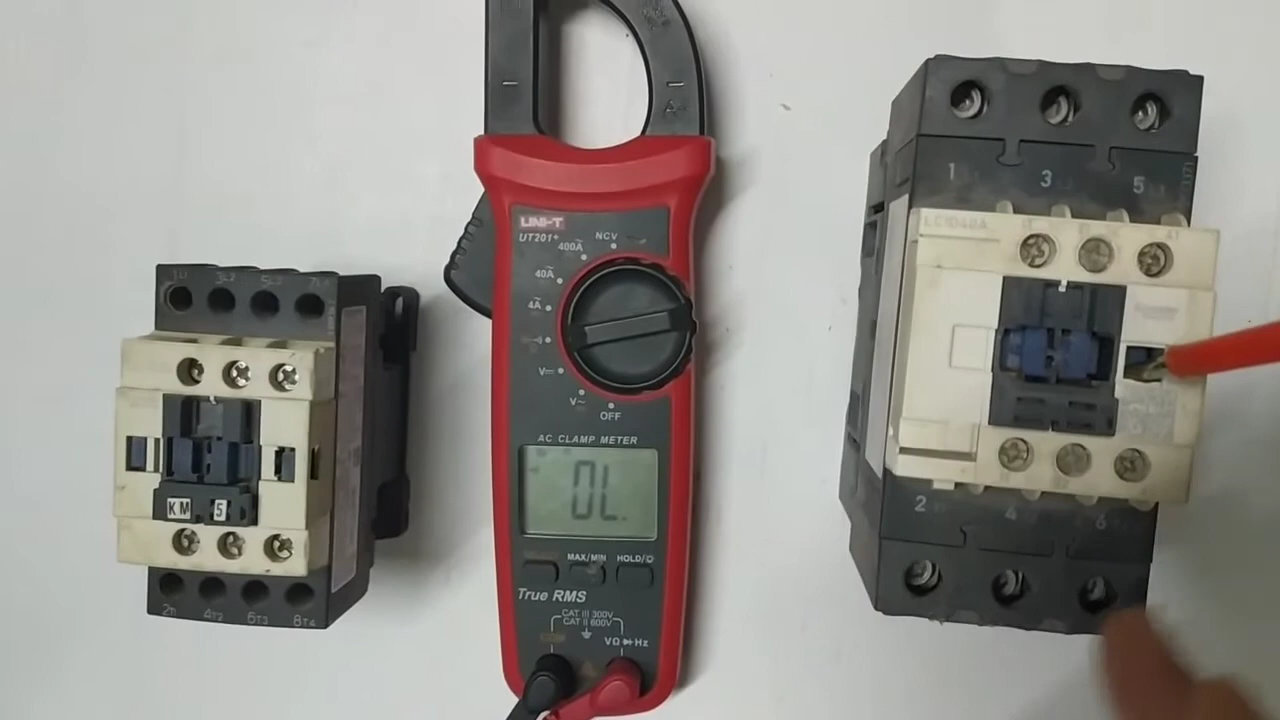 1L1 3L2 5L3 7L4
KM 5
2T1 4T2 6T3 8T4
UNI-T
UT201+
NCV
400A
40A
4A
V
V~
OFF
AC CLAMP METER
OL.
MAX/MIN HOLD/
True RMS
CAT III 300V
CAT II 600V
COM
VΩ Hz
LC1D40A
1 3 5
A1
2 4 6